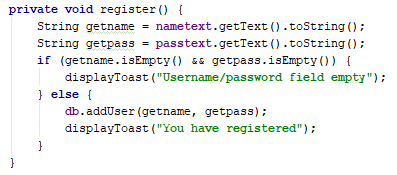 private void register() {
    String getname = nametext.getText().toString();
    String getpass = passtext.getText().toString();
    if (getname.isEmpty() && getpass.isEmpty()) {
        displayToast("Username/password field empty");
    } else {
        db.addUser(getname, getpass);
        displayToast("You have registered");
    }
}